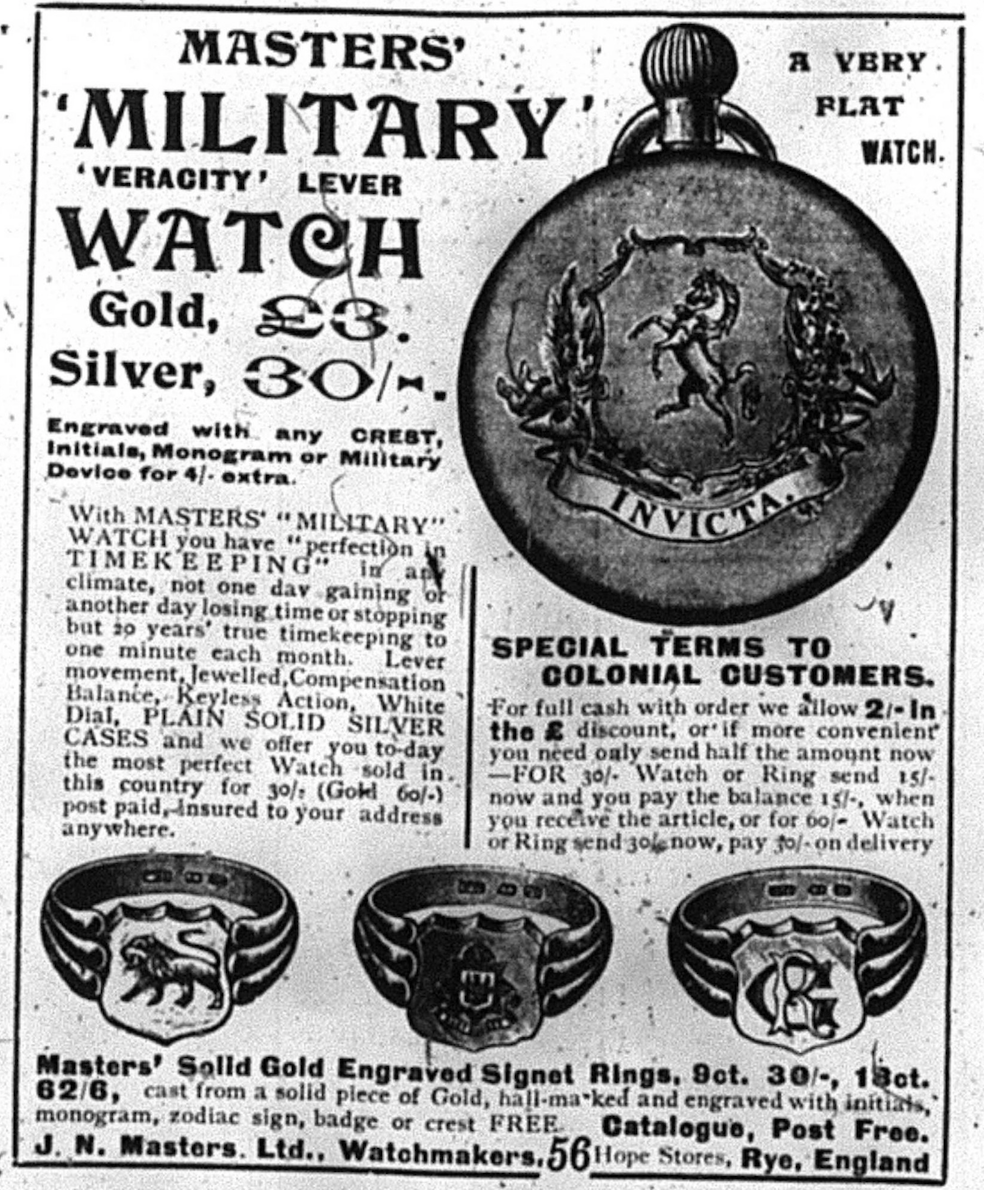 MASTERS'
'MILITARY'
'VERACITY' LEVER
WATCH
Gold, £3.
Silver, 30/-.
Engraved with any CREST,
Initials, Monogram or Military
Device for 4/- extra.
A VERY
FLAT
WATCH.
INVICTA.
With MASTERS' "MILITARY"
WATCH you have "perfection in
TIMEKEEPING" in any
climate, not one day gaining or
another day losing time or stopping
but 20 years' true timekeeping to
one minute each month. Lever
movement, Jewelled, Compensation
Balance, Keyless Action, White
Dial, PLAIN SOLID SILVER
CASES and we offer you to-day
the most perfect Watch sold in
this country for 30/- (Gold 60/-)
post paid, insured to your address
anywhere.
SPECIAL TERMS TO
COLONIAL CUSTOMERS.
For full cash with order we allow 2/- in
the £ discount, or if more convenient
you need only send half the amount now
—FOR 30/- Watch or Ring send 15/-
now and you pay the balance 15/-, when
you receive the article, or for 60/- Watch
or Ring send 30/- now, pay 30/- on delivery
Masters' Solid Gold Engraved Signet Rings, 9ct. 30/-, 18ct.
62/6, cast from a solid piece of Gold, hall-marked and engraved with initials,
monogram, zodiac sign, badge or crest FREE. Catalogue, Post Free.
J. N. Masters. Ltd., Watchmakers, 56 Hope Stores, Rye, England